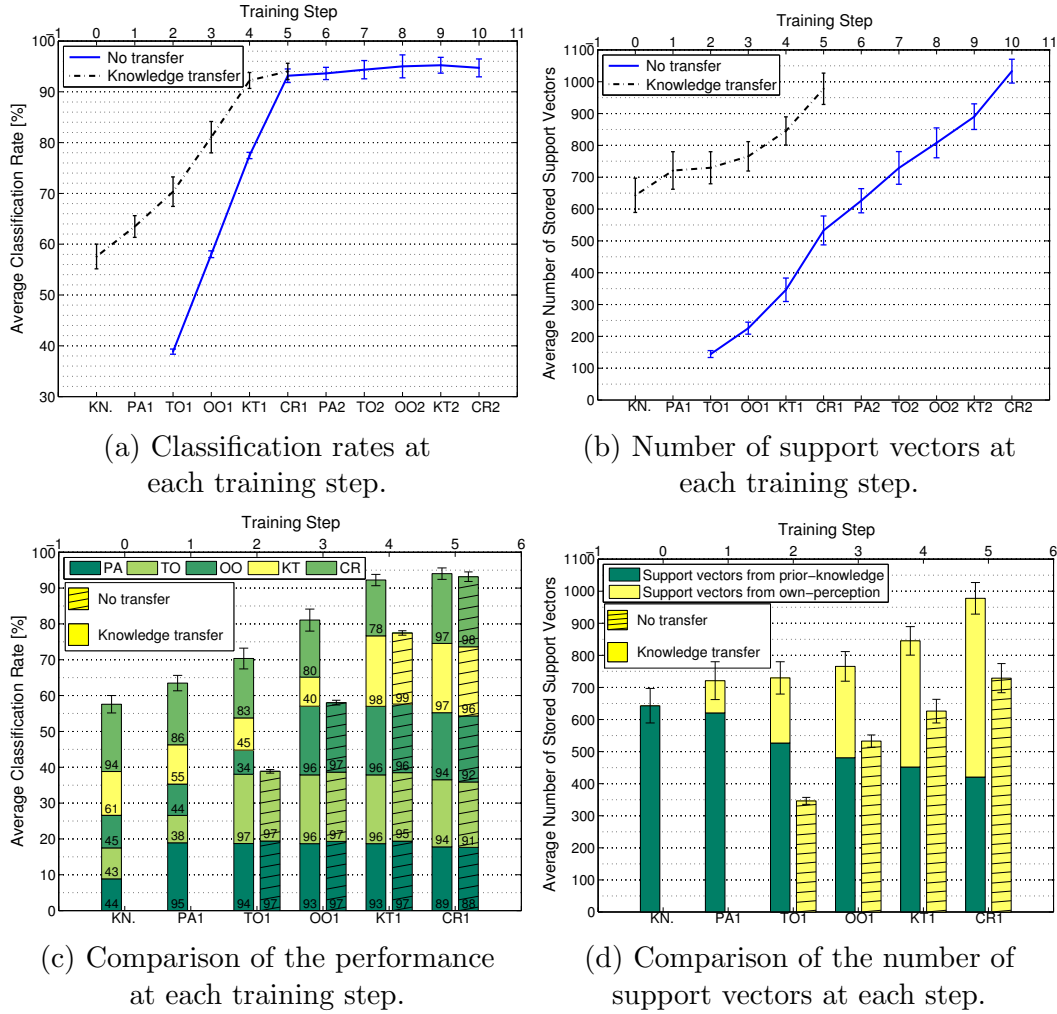 Training Step
−1 0 1 2 3 4 5 6 7 8 9 10 11
100
90
80
70
60
50
40
30
Average Classification Rate [%]
No transfer
Knowledge transfer
KN. PA1 TO1 OO1 KT1 CR1 PA2 TO2 OO2 KT2 CR2
(a) Classification rates at
each training step.
Training Step
−1 0 1 2 3 4 5 6 7 8 9 10 11
1100
1000
900
800
700
600
500
400
300
200
100
0
Average Number of Stored Support Vectors
No transfer
Knowledge transfer
KN. PA1 TO1 OO1 KT1 CR1 PA2 TO2 OO2 KT2 CR2
(b) Number of support vectors at
each training step.
Training Step
−1 0 1 2 3 4 5 6
100
90
80
70
60
50
40
30
20
10
0
Average Classification Rate [%]
PA TO OO KT CR
No transfer
Knowledge transfer
94
61
45
43
44
86
55
44
38
95
83
45
34
97
94
97
97
80
40
96
96
93
97
97
97
78
98
96
96
93
99
96
95
97
97
97
94
94
89
98
96
92
91
88
KN. PA1 TO1 OO1 KT1 CR1
(c) Comparison of the performance
at each training step.
Training Step
−1 0 1 2 3 4 5 6
1100
1000
900
800
700
600
500
400
300
200
100
0
Average Number of Stored Support Vectors
Support vectors from prior-knowledge
Support vectors from own-perception
No transfer
Knowledge transfer
KN. PA1 TO1 OO1 KT1 CR1
(d) Comparison of the number of
support vectors at each step.